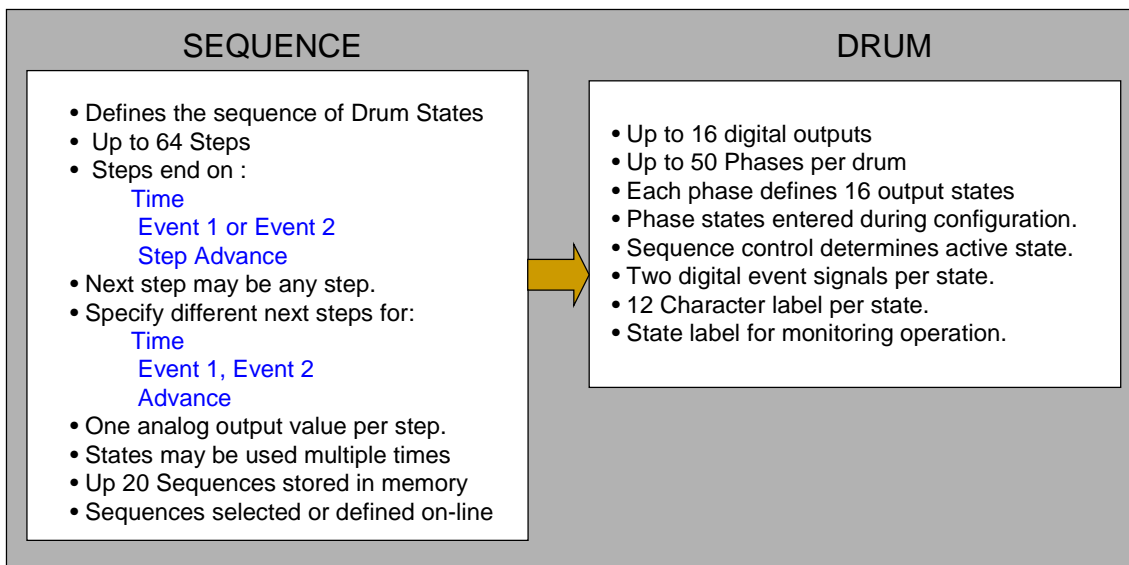 SEQUENCE
• Defines the sequence of Drum States
• Up to 64 Steps
• Steps end on :
Time
Event 1 or Event 2
Step Advance
• Next step may be any step.
• Specify different next steps for:
Time
Event 1, Event 2
Advance
• One analog output value per step.
• States may be used multiple times
• Up 20 Sequences stored in memory
• Sequences selected or defined on-line
DRUM
• Up to 16 digital outputs
• Up to 50 Phases per drum
• Each phase defines 16 output states
• Phase states entered during configuration.
• Sequence control determines active state.
• Two digital event signals per state.
• 12 Character label per state.
• State label for monitoring operation.